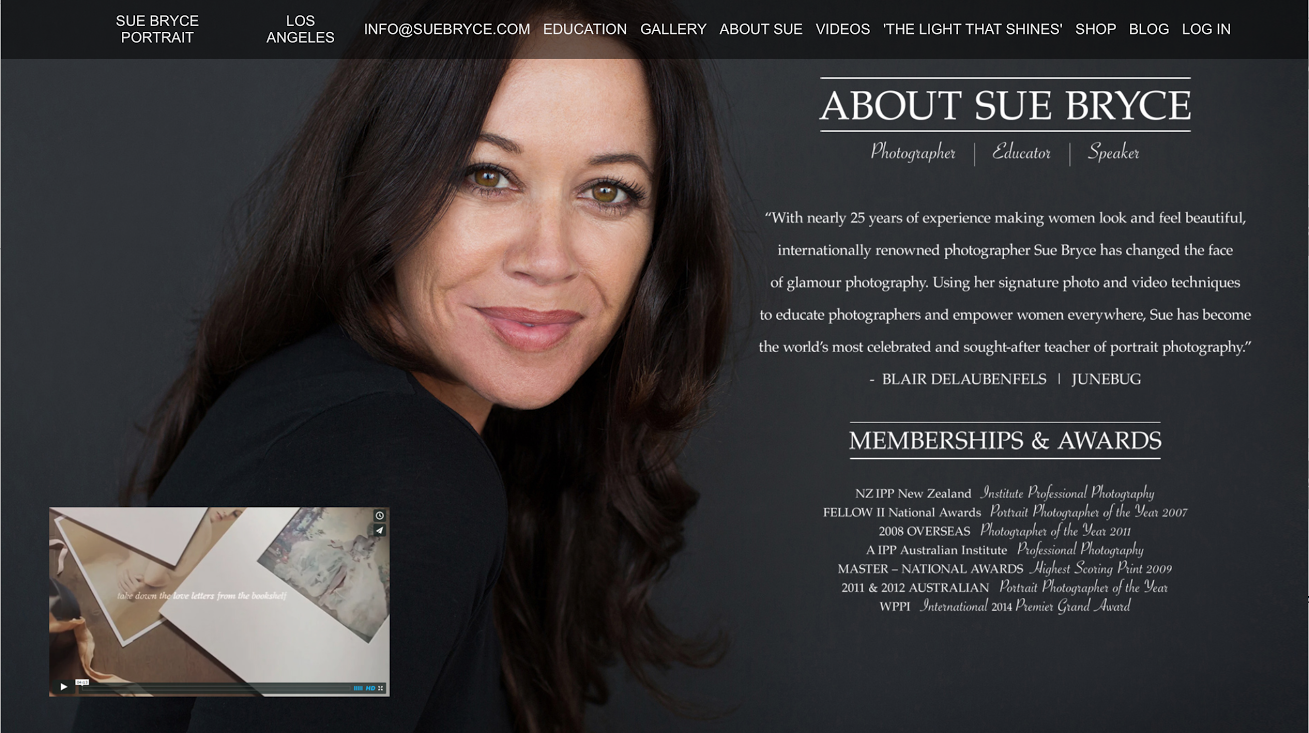 SUE BRYCE
PORTRAIT
LOS
ANGELES
INFO@SUEBRYCE.COM EDUCATION GALLERY ABOUT SUE VIDEOS 'THE LIGHT THAT SHINES' SHOP BLOG LOG IN
ABOUT SUE BRYCE
Photographer | Educator | Speaker
“With nearly 25 years of experience making women look and feel beautiful,
internationally renowned photographer Sue Bryce has changed the face
of glamour photography. Using her signature photo and video techniques
to educate photographers and empower women everywhere, Sue has become
the world’s most celebrated and sought-after teacher of portrait photography.”
- BLAIR DELAUBENFELS | JUNEBUG
MEMBERSHIPS & AWARDS
NZ IPP New Zealand Institute Professional Photography
FELLOW II National Awards Portrait Photographer of the Year 2007
2008 OVERSEAS Photographer of the Year 2011
A IPP Australian Institute Professional Photography
MASTER – NATIONAL AWARDS Highest Scoring Print 2009
2011 & 2012 AUSTRALIAN Portrait Photographer of the Year
WPPI International 2014 Premier Grand Award
take down the love letters from the bookshelf
HD